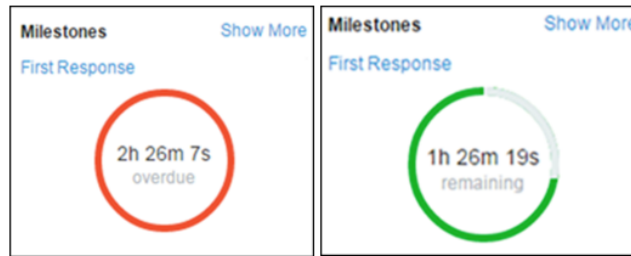 Milestones Show More
First Response
2h 26m 7s
overdue
Milestones Show More
First Response
1h 26m 19s
remaining